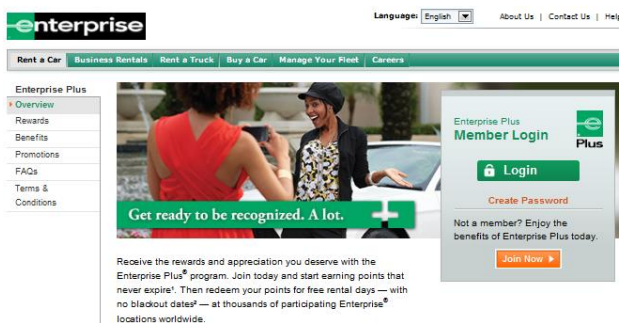 enterprise
Language: English
About Us | Contact Us | Help
Rent a Car Business Rentals Rent a Truck Buy a Car Manage Your Fleet Careers
Enterprise Plus
Overview
Rewards
Benefits
Promotions
FAQs
Terms &
Conditions
Get ready to be recognized. A lot.
Enterprise Plus
Member Login
e
Plus
Login
Create Password
Not a member? Enjoy the
benefits of Enterprise Plus today.
Join Now
Receive the rewards and appreciation you deserve with the
Enterprise Plus® program. Join today and start earning points that
never expire¹. Then redeem your points for free rental days — with
no blackout dates² — at thousands of participating Enterprise®
locations worldwide.